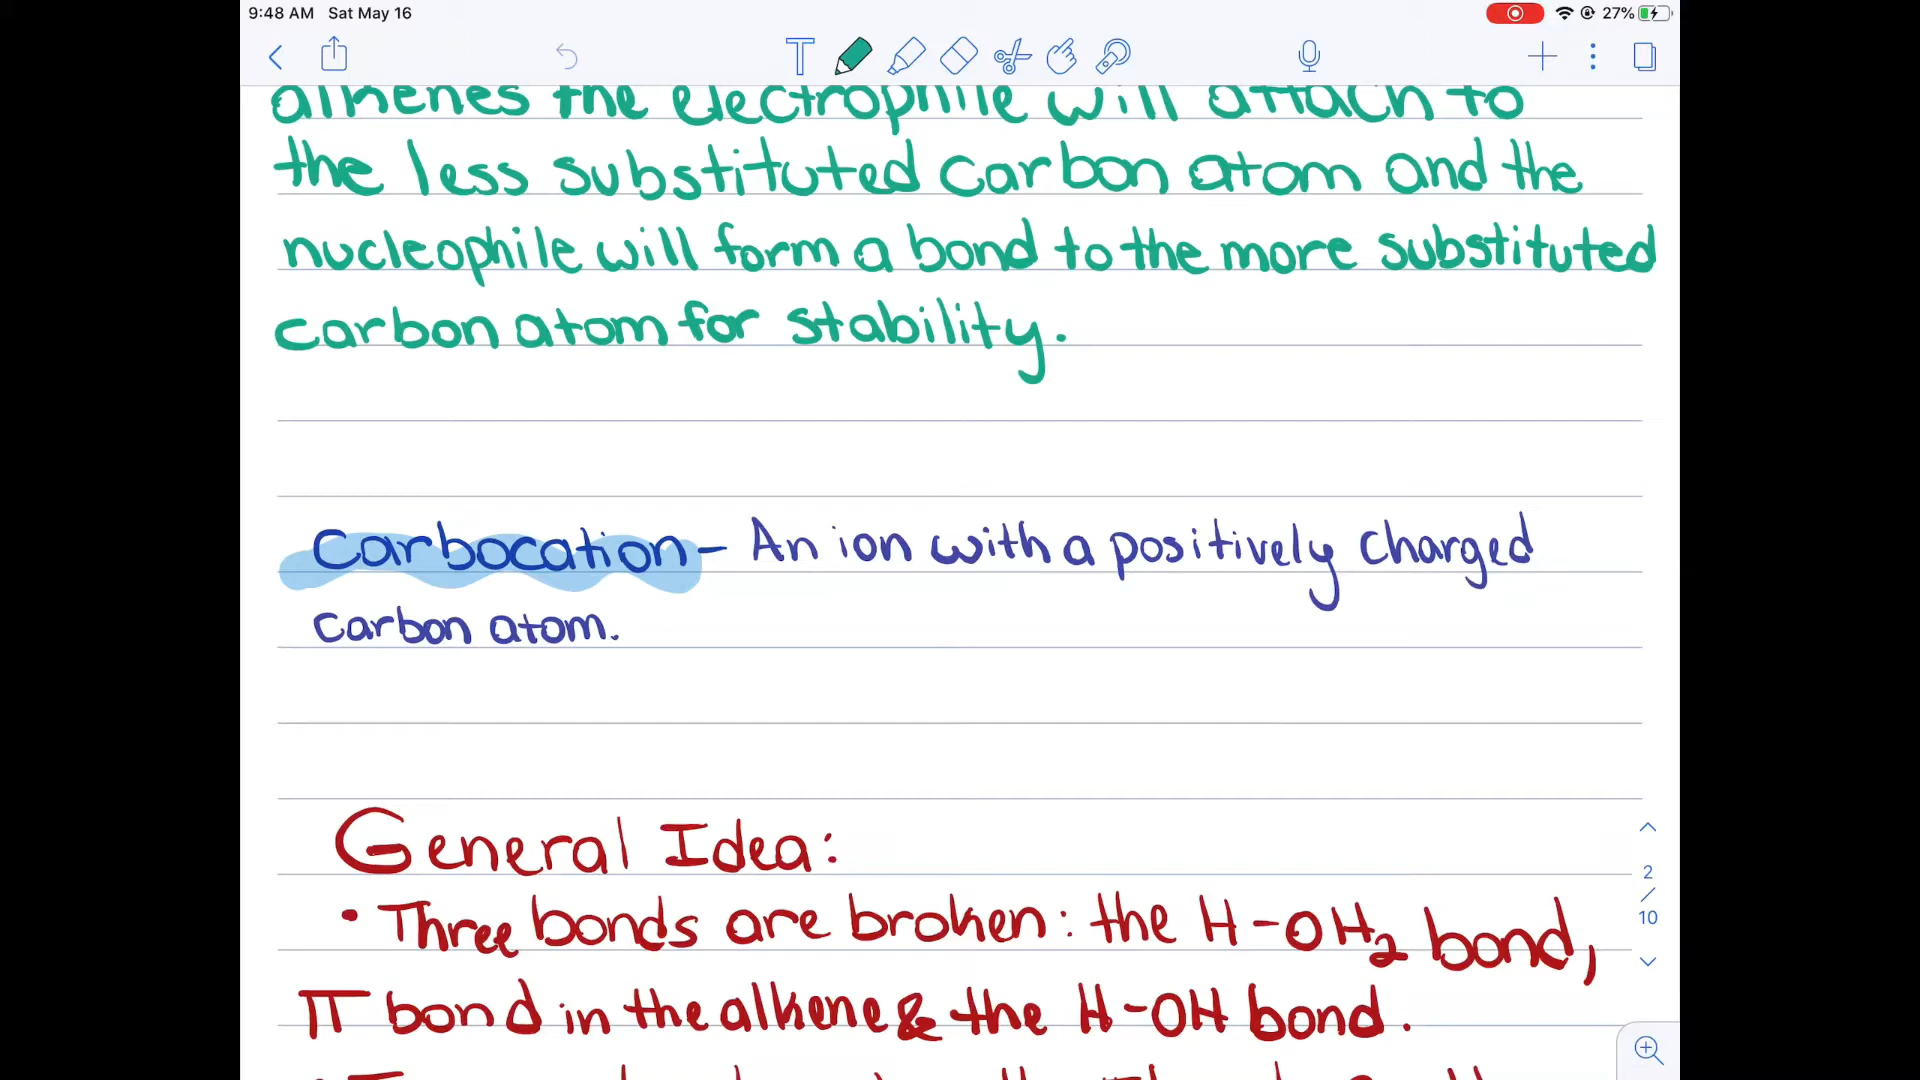 9:48 AM Sat May 16
27%
alkenes the electrophile will attach to
the less substituted carbon atom and the
nucleophile will form a bond to the more substituted
carbon atom for stability.
Carbocation - An ion with a positively charged
carbon atom.
General Idea:
• Three bonds are broken: the H-OH2 bond,
π bond in the alkene & the H-OH bond.
2
/
10